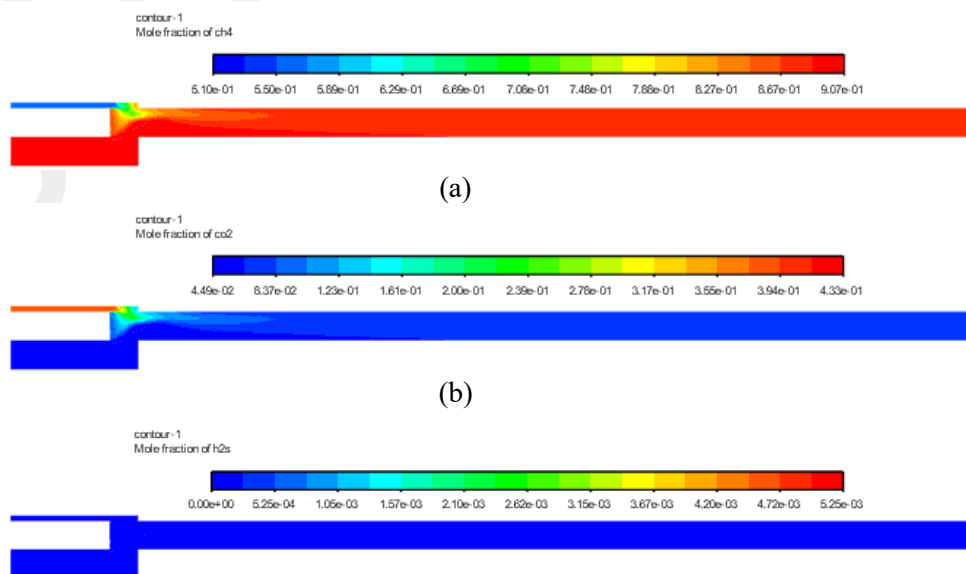 contour-1
Mole fraction of ch4
5.10e-01 5.50e-01 5.89e-01 6.29e-01 6.69e-01 7.08e-01 7.48e-01 7.88e-01 8.27e-01 8.67e-01 9.07e-01
(a)
contour-1
Mole fraction of co2
4.49e-02 8.37e-02 1.23e-01 1.61e-01 2.00e-01 2.39e-01 2.78e-01 3.17e-01 3.55e-01 3.94e-01 4.33e-01
(b)
contour-1
Mole fraction of h2s
0.00e+00 5.25e-04 1.05e-03 1.57e-03 2.10e-03 2.62e-03 3.15e-03 3.67e-03 4.20e-03 4.72e-03 5.25e-03